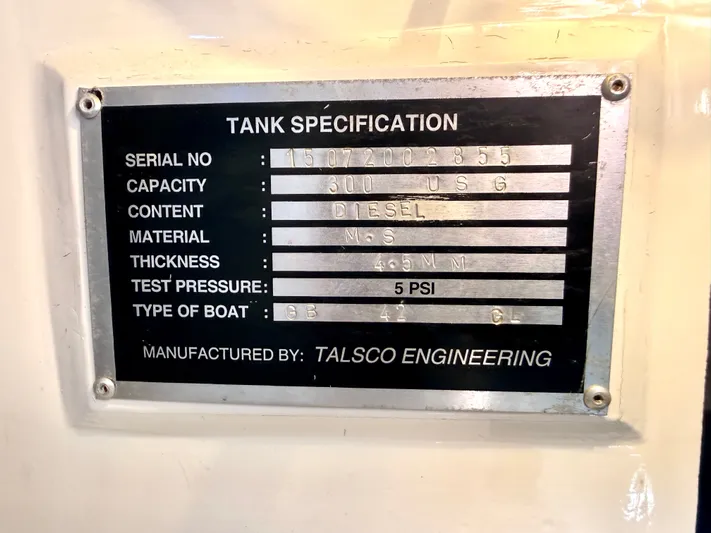 TANK SPECIFICATION
SERIAL NO : 15072002855
CAPACITY : 300 USG
CONTENT : DIESEL
MATERIAL : M.S
THICKNESS : 4.5MM
TEST PRESSURE: 5 PSI
TYPE OF BOAT : GB 42 CL
MANUFACTURED BY: TALSCO ENGINEERING